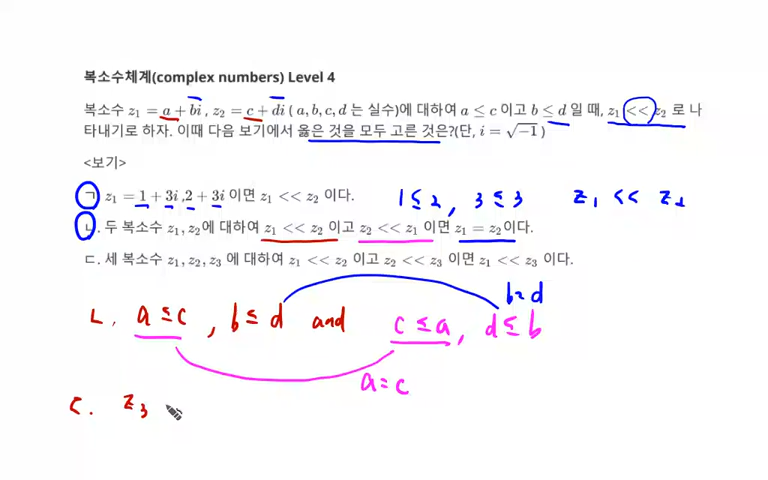 복소수체계(complex numbers) Level 4
복소수 z₁ = a + bi, z₂ = c + di ( a, b, c, d 는 실수)에 대하여 a ≤ c 이고 b ≤ d 일 때, z₁ << z₂ 로 나
타내기로 하자. 이때 다음 보기에서 옳은 것을 모두 고른 것은?(단, i = √-1 )
<보기>
ㄱ z₁ = 1 + 3i ,2 + 3i 이면 z₁ << z₂ 이다. 1 ≤ 2, 3 ≤ 3 z₁ << z₂
ㄴ. 두 복소수 z₁, z₂에 대하여 z₁ << z₂ 이고 z₂ << z₁ 이면 z₁ = z₂이다.
ㄷ. 세 복소수 z₁, z₂, z₃ 에 대하여 z₁ << z₂ 이고 z₂ << z₃ 이면 z₁ << z₃ 이다.
b=d
ㄴ. a ≤ c, b ≤ d and c ≤ a, d ≤ b
a = c
ㄷ. z₃